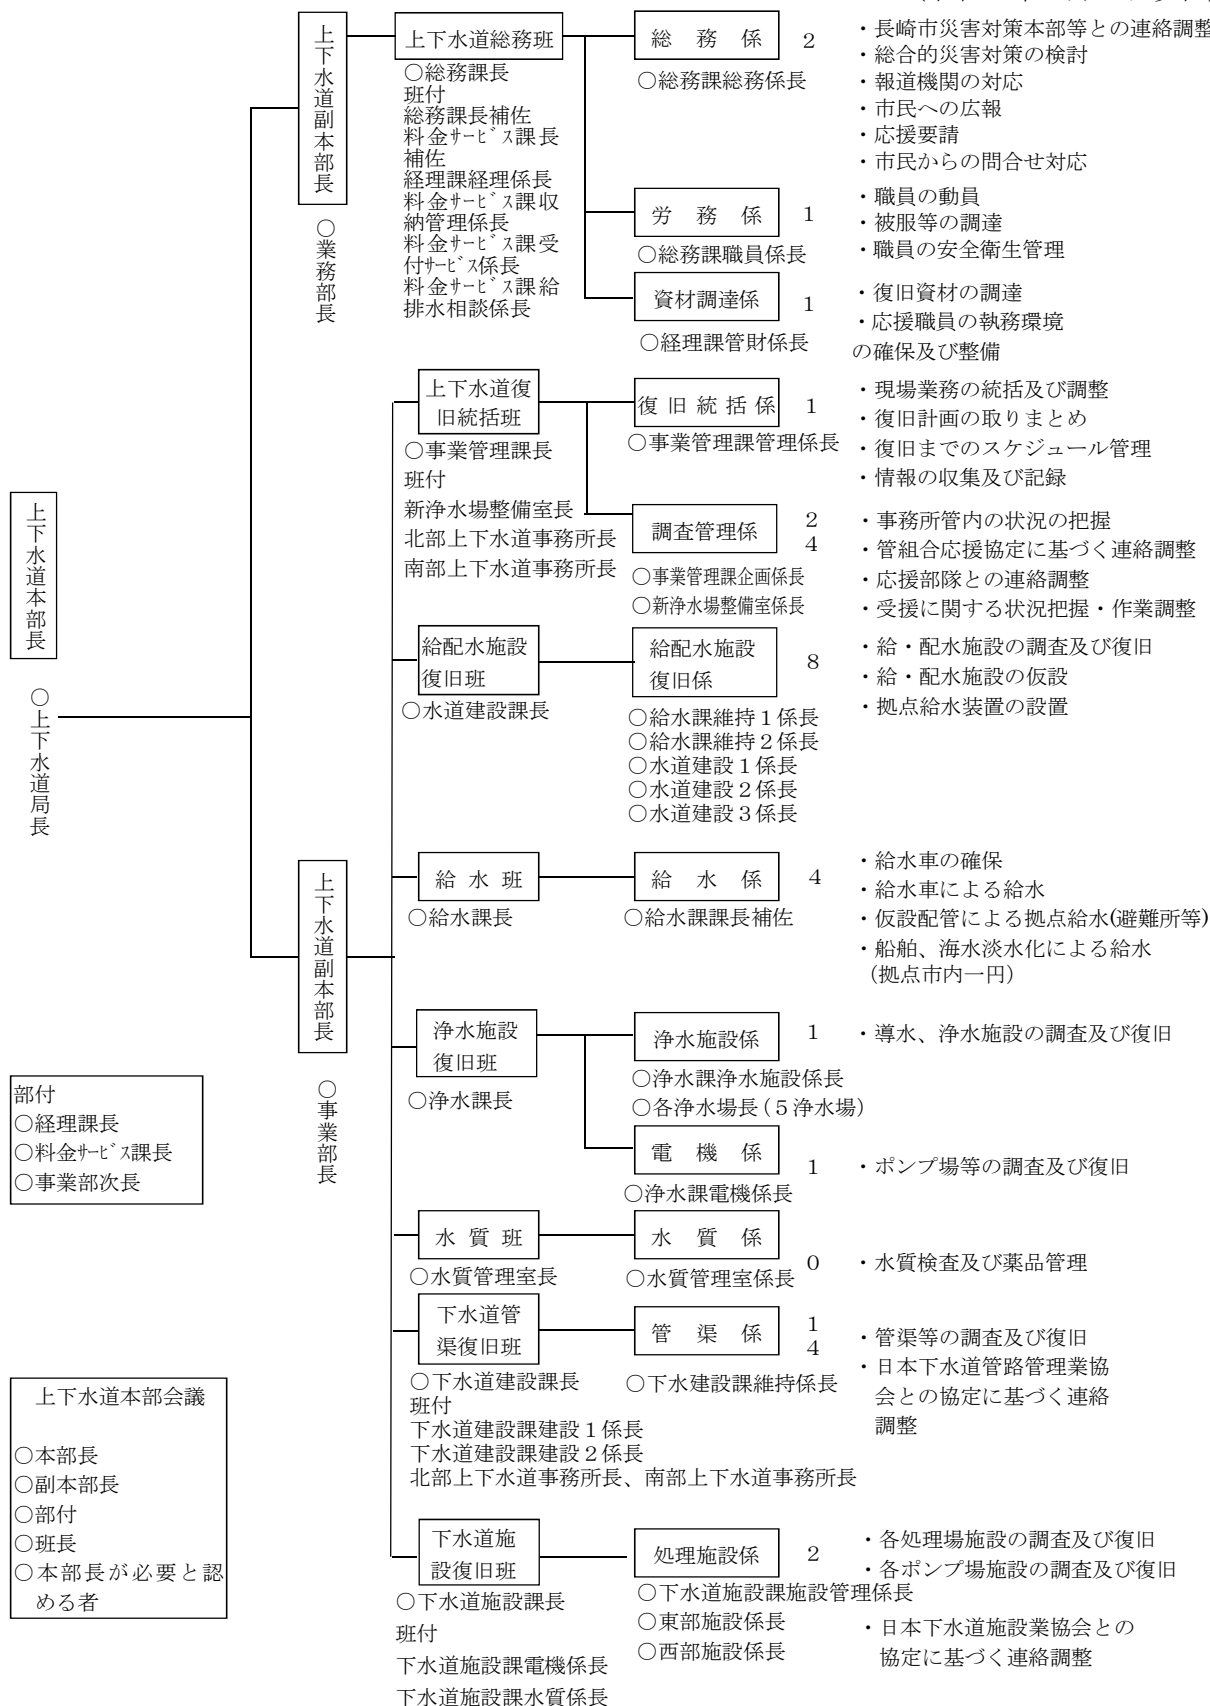 上下水道本部長
○上下水道局長
部付
○経理課長
○料金ｻｰﾋﾞｽ課長
○事業部次長
上下水道本部会議
○本部長
○副本部長
○部付
○班長
○本部長が必要と認
める者
上下水道副本部長
○業務部長
上下水道総務班
○総務課長
班付
総務課長補佐
料金ｻｰﾋﾞｽ課長
補佐
経理課経理係長
料金ｻｰﾋﾞｽ課収
納管理係長
料金ｻｰﾋﾞｽ課受
付ｻｰﾋﾞｽ係長
料金ｻｰﾋﾞｽ課給
排水相談係長
総務係 2
○総務課総務係長
・長崎市災害対策本部等との連絡調整
・総合的災害対策の検討
・報道機関の対応
・市民への広報
・応援要請
・市民からの問合せ対応
労務係 1
○総務課職員係長
・職員の動員
・被服等の調達
・職員の安全衛生管理
資材調達係 1
○経理課管財係長
・復旧資材の調達
・応援職員の執務環境
の確保及び整備
上下水道副本部長
○事業部長
上下水道復
旧統括班
○事業管理課長
班付
新浄水場整備室長
北部上下水道事務所長
南部上下水道事務所長
復旧統括係 1
○事業管理課管理係長
・現場業務の統括及び調整
・復旧計画の取りまとめ
・復旧までのスケジュール管理
・情報の収集及び記録
調査管理係
2
4
○事業管理課企画係長
○新浄水場整備室係長
・事務所管内の状況の把握
・管組合応援協定に基づく連絡調整
・応援部隊との連絡調整
・受援に関する状況把握・作業調整
給配水施設
復旧班
○水道建設課長
給配水施設
復旧係
8
○給水課維持１係長
○給水課維持２係長
○水道建設１係長
○水道建設２係長
○水道建設３係長
・給・配水施設の調査及び復旧
・給・配水施設の仮設
・拠点給水装置の設置
給水班
○給水課長
給水係 4
○給水課課長補佐
・給水車の確保
・給水車による給水
・仮設配管による拠点給水(避難所等)
・船舶、海水淡水化による給水
(拠点市内一円)
浄水施設
復旧班
○浄水課長
浄水施設係 1
○浄水課浄水施設係長
○各浄水場長(５浄水場)
・導水、浄水施設の調査及び復旧
電機係 1
○浄水課電機係長
・ポンプ場等の調査及び復旧
水質班
○水質管理室長
水質係 0
○水質管理室係長
・水質検査及び薬品管理
下水道管
渠復旧班
○下水道建設課長
班付
下水道建設課建設１係長
下水道建設課建設２係長
北部上下水道事務所長、南部上下水道事務所長
管渠係
1
4
○下水建設課維持係長
・管渠等の調査及び復旧
・日本下水道管路管理業協
会との協定に基づく連絡
調整
下水道施
設復旧班
○下水道施設課長
班付
下水道施設課電機係長
下水道施設課水質係長
処理施設係 2
○下水道施設課施設管理係長
○東部施設係長
○西部施設係長
・各処理場施設の調査及び復旧
・各ポンプ場施設の調査及び復旧
・日本下水道施設業協会との
協定に基づく連絡調整